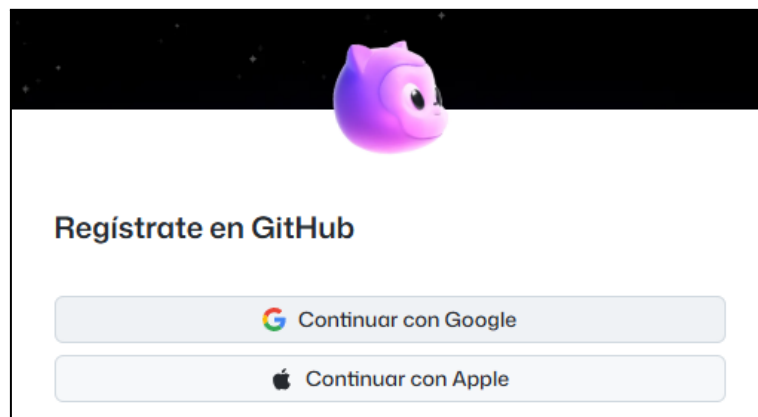 Regístrate en GitHub
Continuar con Google
Continuar con Apple